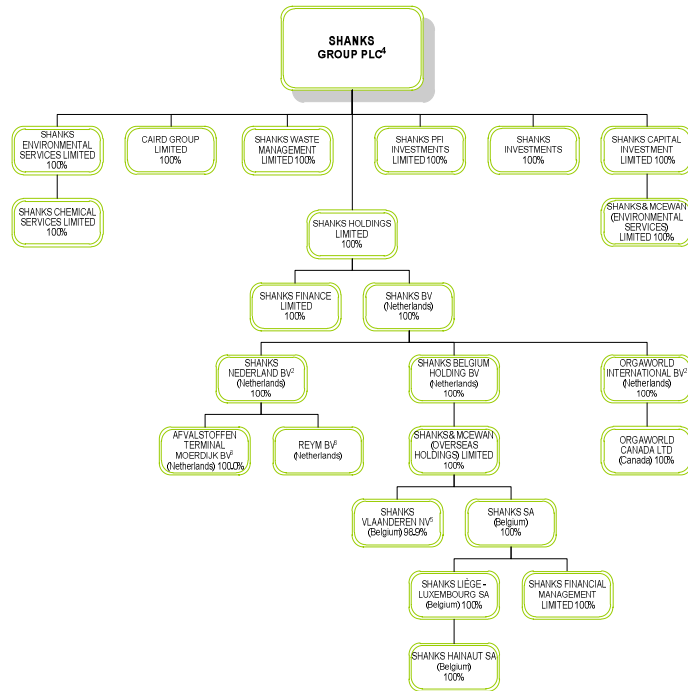 SHANKS
GROUP PLC⁴
SHANKS
ENVIRONMENTAL
SERVICES LIMITED
100%
CAIRD GROUP
LIMITED
100%
SHANKS WASTE
MANAGEMENT
LIMITED 100%
SHANKS PFI
INVESTMENTS
LIMITED 100%
SHANKS
INVESTMENTS
100%
SHANKS CAPITAL
INVESTMENT
LIMITED 100%
SHANKS CHEMICAL
SERVICES LIMITED
100%
SHANKS & MCEWAN
(ENVIRONMENTAL
SERVICES)
LIMITED 100%
SHANKS HOLDINGS
LIMITED
100%
SHANKS FINANCE
LIMITED
100%
SHANKS BV
(Netherlands)
100%
SHANKS
NEDERLAND BV²
(Netherlands)
100%
SHANKS BELGIUM
HOLDING BV
(Netherlands)
100%
ORGAWORLD
INTERNATIONAL BV²
(Netherlands)
100%
AFVALSTOFFEN
TERMINAL
MOERDIJK BV
(Netherlands) 100.0%
REYM BV
(Netherlands)
SHANKS & MCEWAN
(OVERSEAS
HOLDINGS) LIMITED
100%
ORGAWORLD
CANADA LTD
(Canada) 100%
SHANKS
VLAANDEREN NV⁵
(Belgium) 98.9%
SHANKS SA
(Belgium)
100%
SHANKS LIÉGE -
LUXEMBOURG SA
(Belgium) 100%
SHANKS FINANCIAL
MANAGEMENT
LIMITED 100%
SHANKS HAINAUT SA
(Belgium)
100%